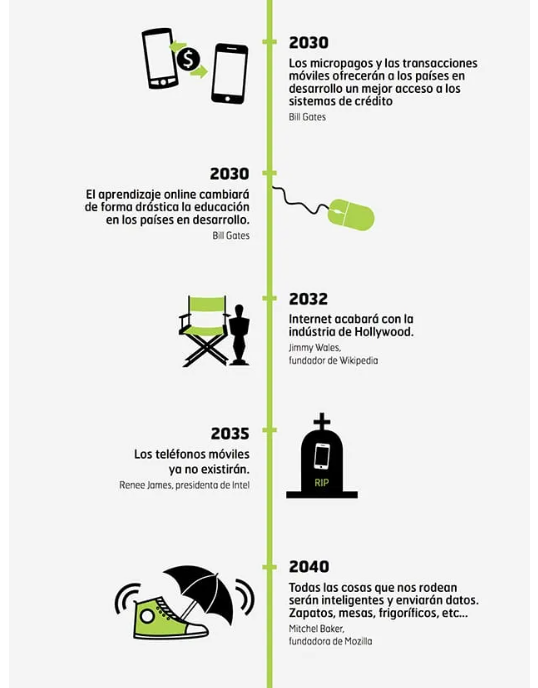 2030
Los micropagos y las transacciones
móviles ofrecerán a los países en
desarrollo un mejor acceso a los
sistemas de crédito
Bill Gates
$
2030
El aprendizaje online cambiará
de forma drástica la educación
en los países en desarrollo.
Bill Gates
2032
Internet acabará con la
indústria de Hollywood.
Jimmy Wales,
fundador de Wikipedia
2035
Los teléfonos móviles
ya no existirán.
Renee James, presidenta de Intel
RIP
2040
Todas las cosas que nos rodean
serán inteligentes y enviarán datos.
Zapatos, mesas, frigoríficos, etc...
Mitchel Baker,
fundadora de Mozilla